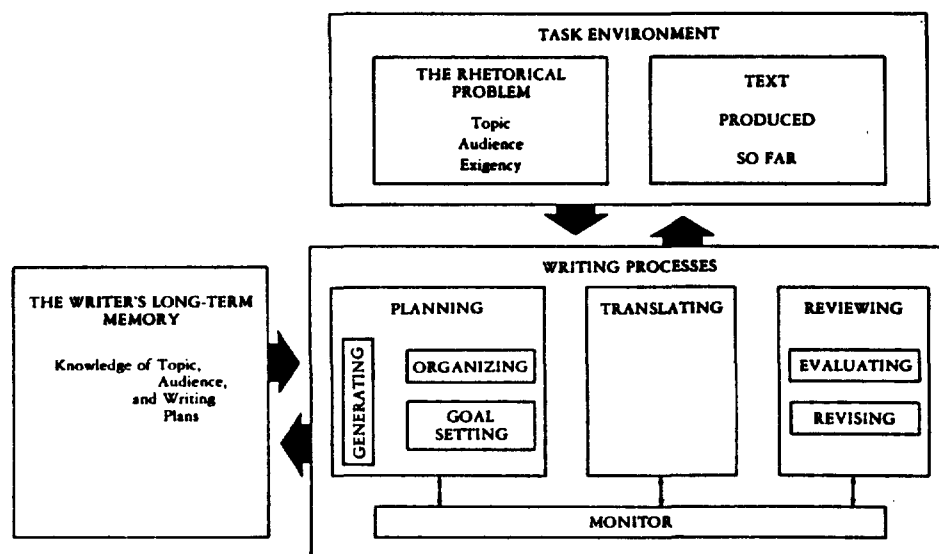 TASK ENVIRONMENT
THE RHETORICAL
PROBLEM
Topic
Audience
Exigency
TEXT
PRODUCED
SO FAR
THE WRITER'S LONG-TERM
MEMORY
Knowledge of Topic,
Audience,
and Writing
Plans
WRITING PROCESSES
PLANNING
GENERATING
ORGANIZING
GOAL
SETTING
TRANSLATING
REVIEWING
EVALUATING
REVISING
MONITOR